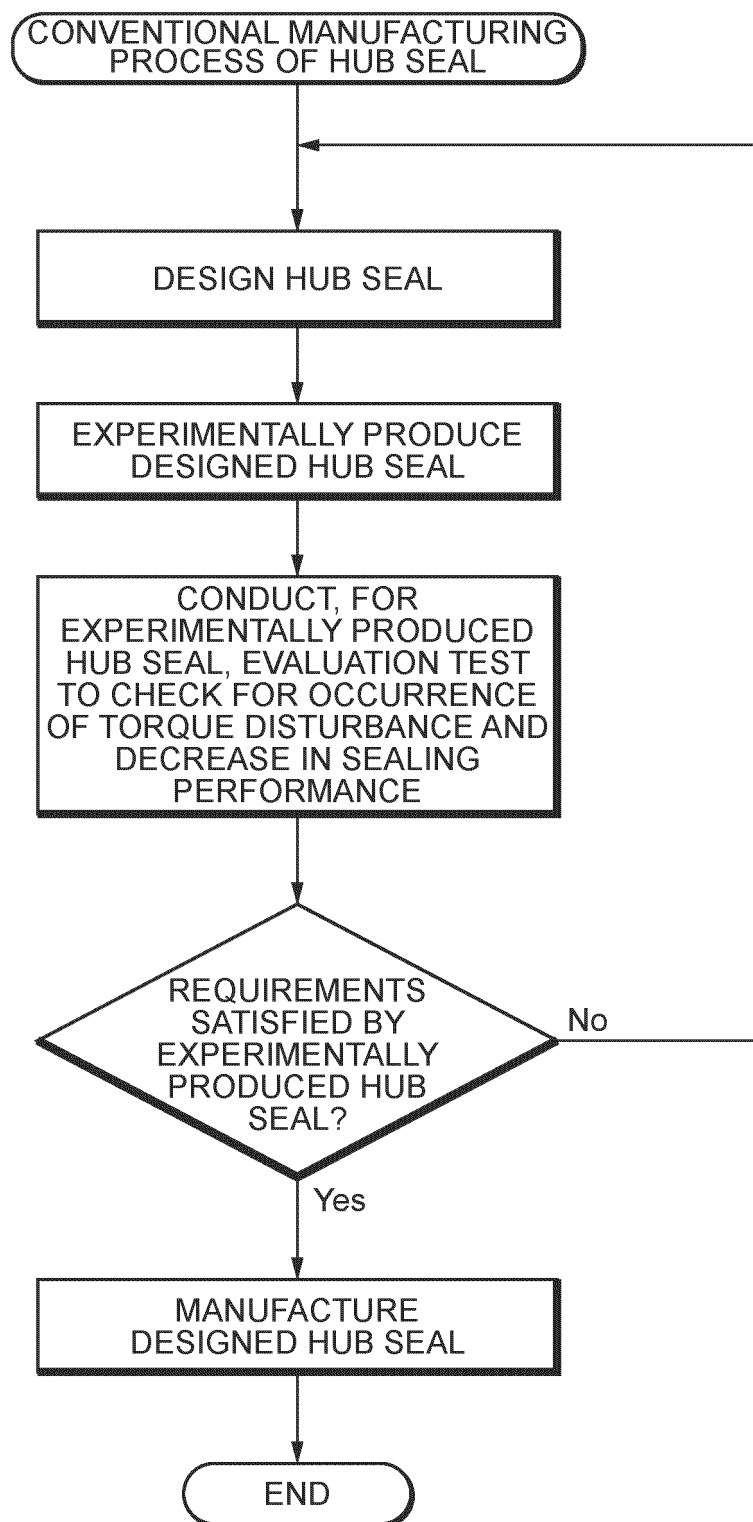 CONVENTIONAL MANUFACTURING
PROCESS OF HUB SEAL
DESIGN HUB SEAL
EXPERIMENTALLY PRODUCE
DESIGNED HUB SEAL
CONDUCT, FOR
EXPERIMENTALLY PRODUCED
HUB SEAL, EVALUATION TEST
TO CHECK FOR OCCURRENCE
OF TORQUE DISTURBANCE AND
DECREASE IN SEALING
PERFORMANCE
REQUIREMENTS
SATISFIED BY
EXPERIMENTALLY
PRODUCED HUB
SEAL?
No
Yes
MANUFACTURE
DESIGNED HUB SEAL
END